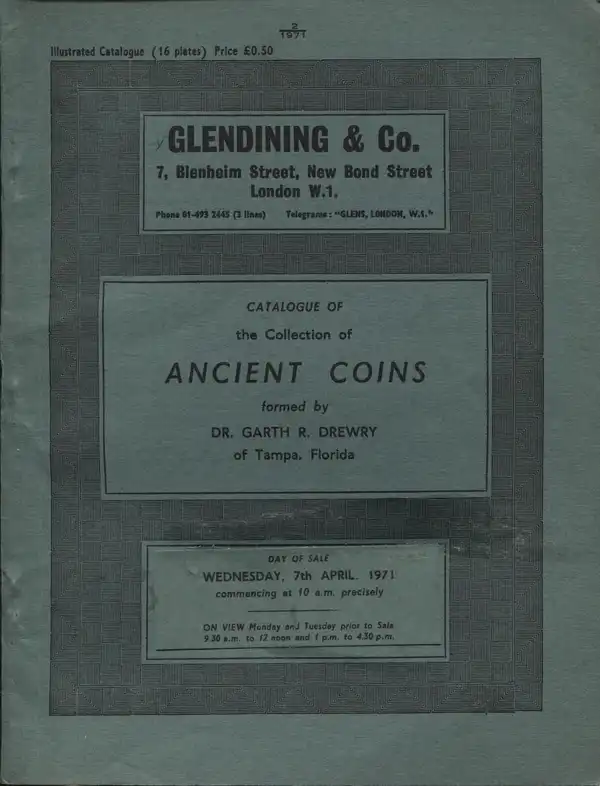 2
1971
Illustrated Catalogue (16 plates) Price £0.50
GLENDINING & Co.
7, Blenheim Street, New Bond Street
London W.1.
Phone 01-493 2445 (3 lines) Telegrams: "GLENS, LONDON, W.1."
CATALOGUE OF
the Collection of
ANCIENT COINS
formed by
DR. GARTH R. DREWRY
of Tampa, Florida
DAY OF SALE
WEDNESDAY, 7th APRIL, 1971
commencing at 10 a.m. precisely
ON VIEW Monday and Tuesday prior to Sale
9.30 a.m. to 12 noon and 1 p.m. to 4.30 p.m.